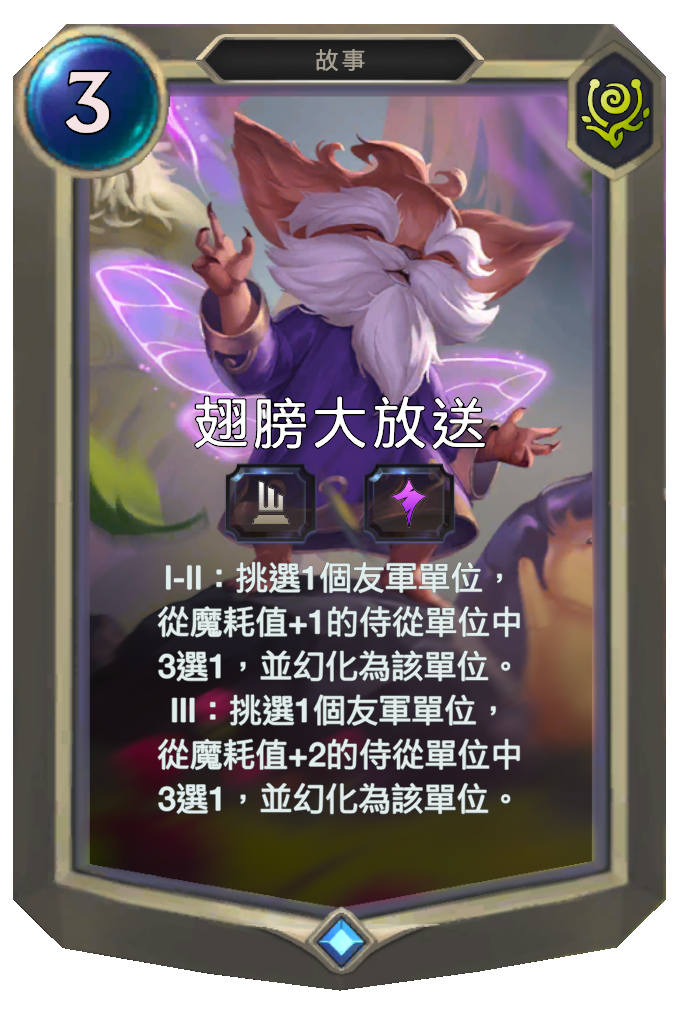 3
故事
翅膀大放送
I-II：挑選1個友軍單位，
從魔耗值+1的侍從單位中
3選1，並幻化為該單位。
III：挑選1個友軍單位，
從魔耗值+2的侍從單位中
3選1，並幻化為該單位。